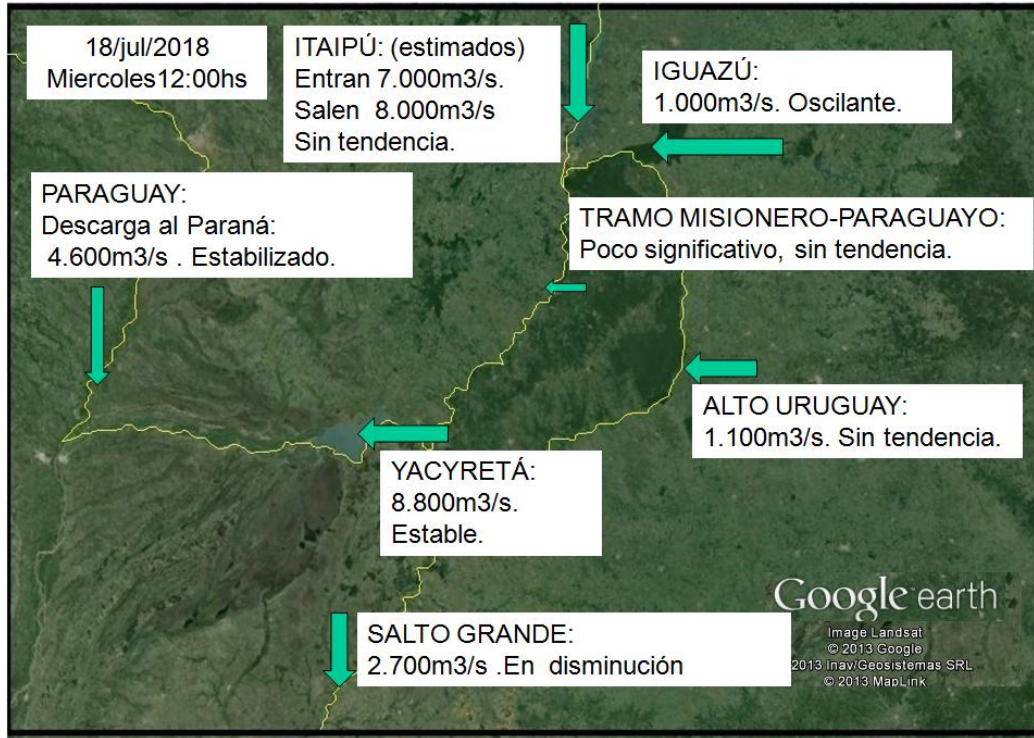 18/jul/2018
Miercoles12:00hs
ITAIPÚ: (estimados)
Entran 7.000m3/s.
Salen 8.000m3/s
Sin tendencia.
IGUAZÚ:
1.000m3/s. Oscilante.
PARAGUAY:
Descarga al Paraná:
4.600m3/s . Estabilizado.
TRAMO MISIONERO-PARAGUAYO:
Poco significativo, sin tendencia.
ALTO URUGUAY:
1.100m3/s. Sin tendencia.
YACYRETÁ:
8.800m3/s.
Estable.
SALTO GRANDE:
2.700m3/s .En disminución
Google earth
Image Landsat
© 2013 Google
2013 Inav/Geosistemas SRL
© 2013 MapLink